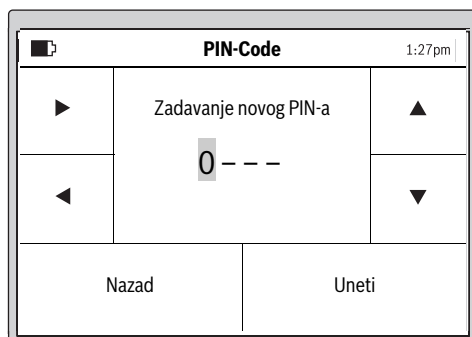 PIN-Code 1:27pm
Zadavanje novog PIN-a
0– – –
Nazad Uneti